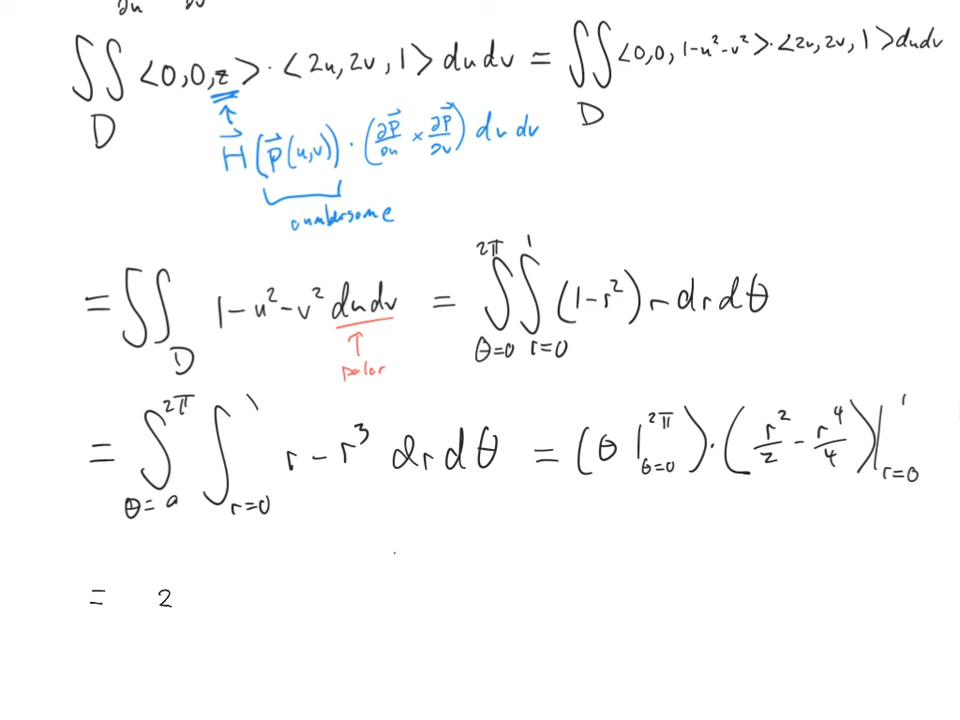 ∂u ∂v
∬_D <0,0,z> · <2u,2v,1> du dv = ∬_D <0,0,1-u²-v²> · <2u,2v,1> du dv
↑
H⃗(p⃗(u,v)) · (∂p⃗/∂u × ∂p⃗/∂v) du dv
cumbersome
= ∬_D 1-u²-v² du dv = ∫_{θ=0}^{2π} ∫_{r=0}^{1} (1-r²) r dr dθ
↑
polar
= ∫_{θ=0}^{2π} ∫_{r=0}^{1} r - r³ dr dθ = (θ |_{θ=0}^{2π}) · (r²/2 - r⁴/4)|_{r=0}^{1}
= 2